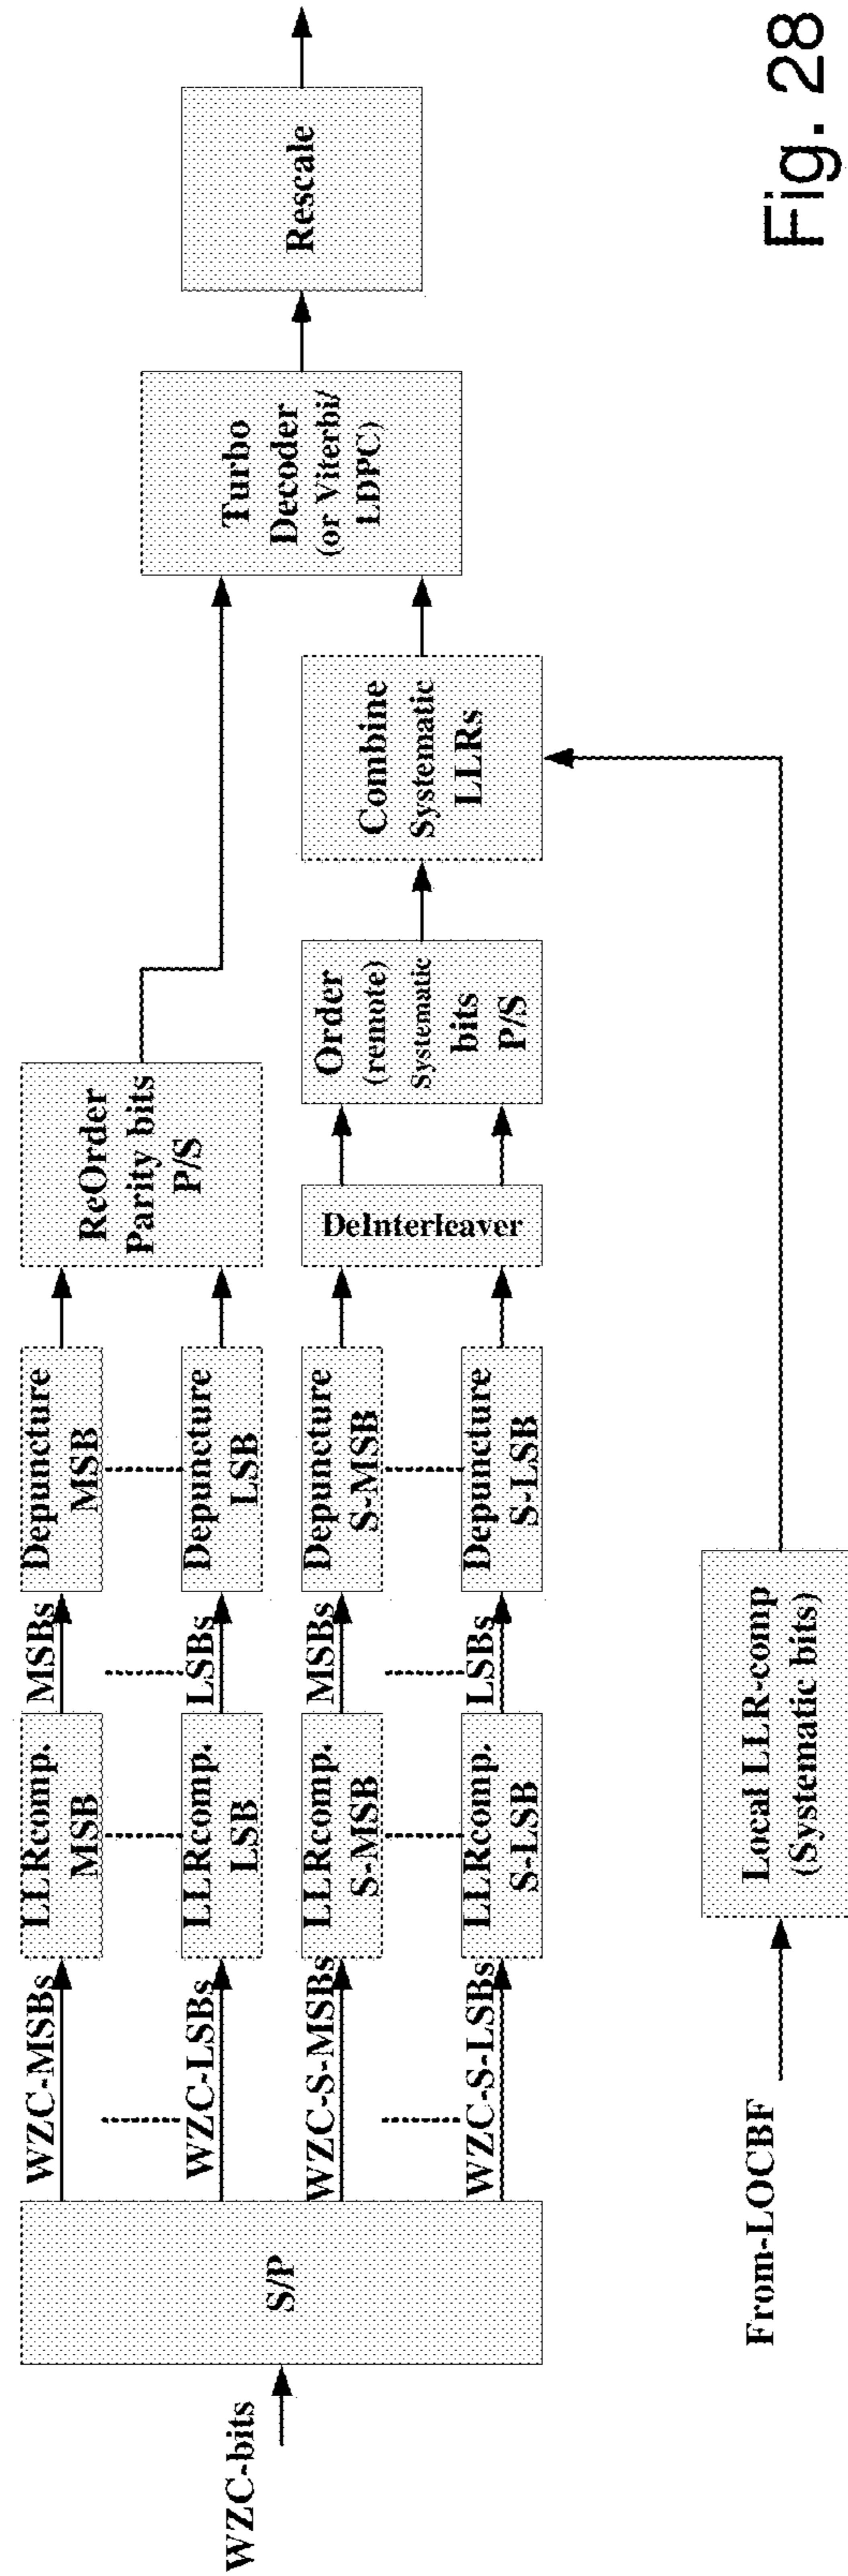 WZC-bits
S/P
WZC-MSBs
WZC-LSBs
WZC-S-MSBs
WZC-S-LSBs
LLRcomp.
MSB
LLRcomp.
LSB
LLRcomp.
S-MSB
LLRcomp.
S-LSB
MSBs
LSBs
MSBs
LSBs
Depuncture
MSB
Depuncture
LSB
Depuncture
S-MSB
Depuncture
S-LSB
ReOrder
Parity bits
P/S
DeInterleaver
Order
(remote)
Systematic
bits
P/S
Combine
Systematic
LLRs
Turbo
Decoder
(or Viterbi/
LDPC)
Rescale
From-LOCBF
Local LLR-comp
(Systematic bits)
Fig. 28